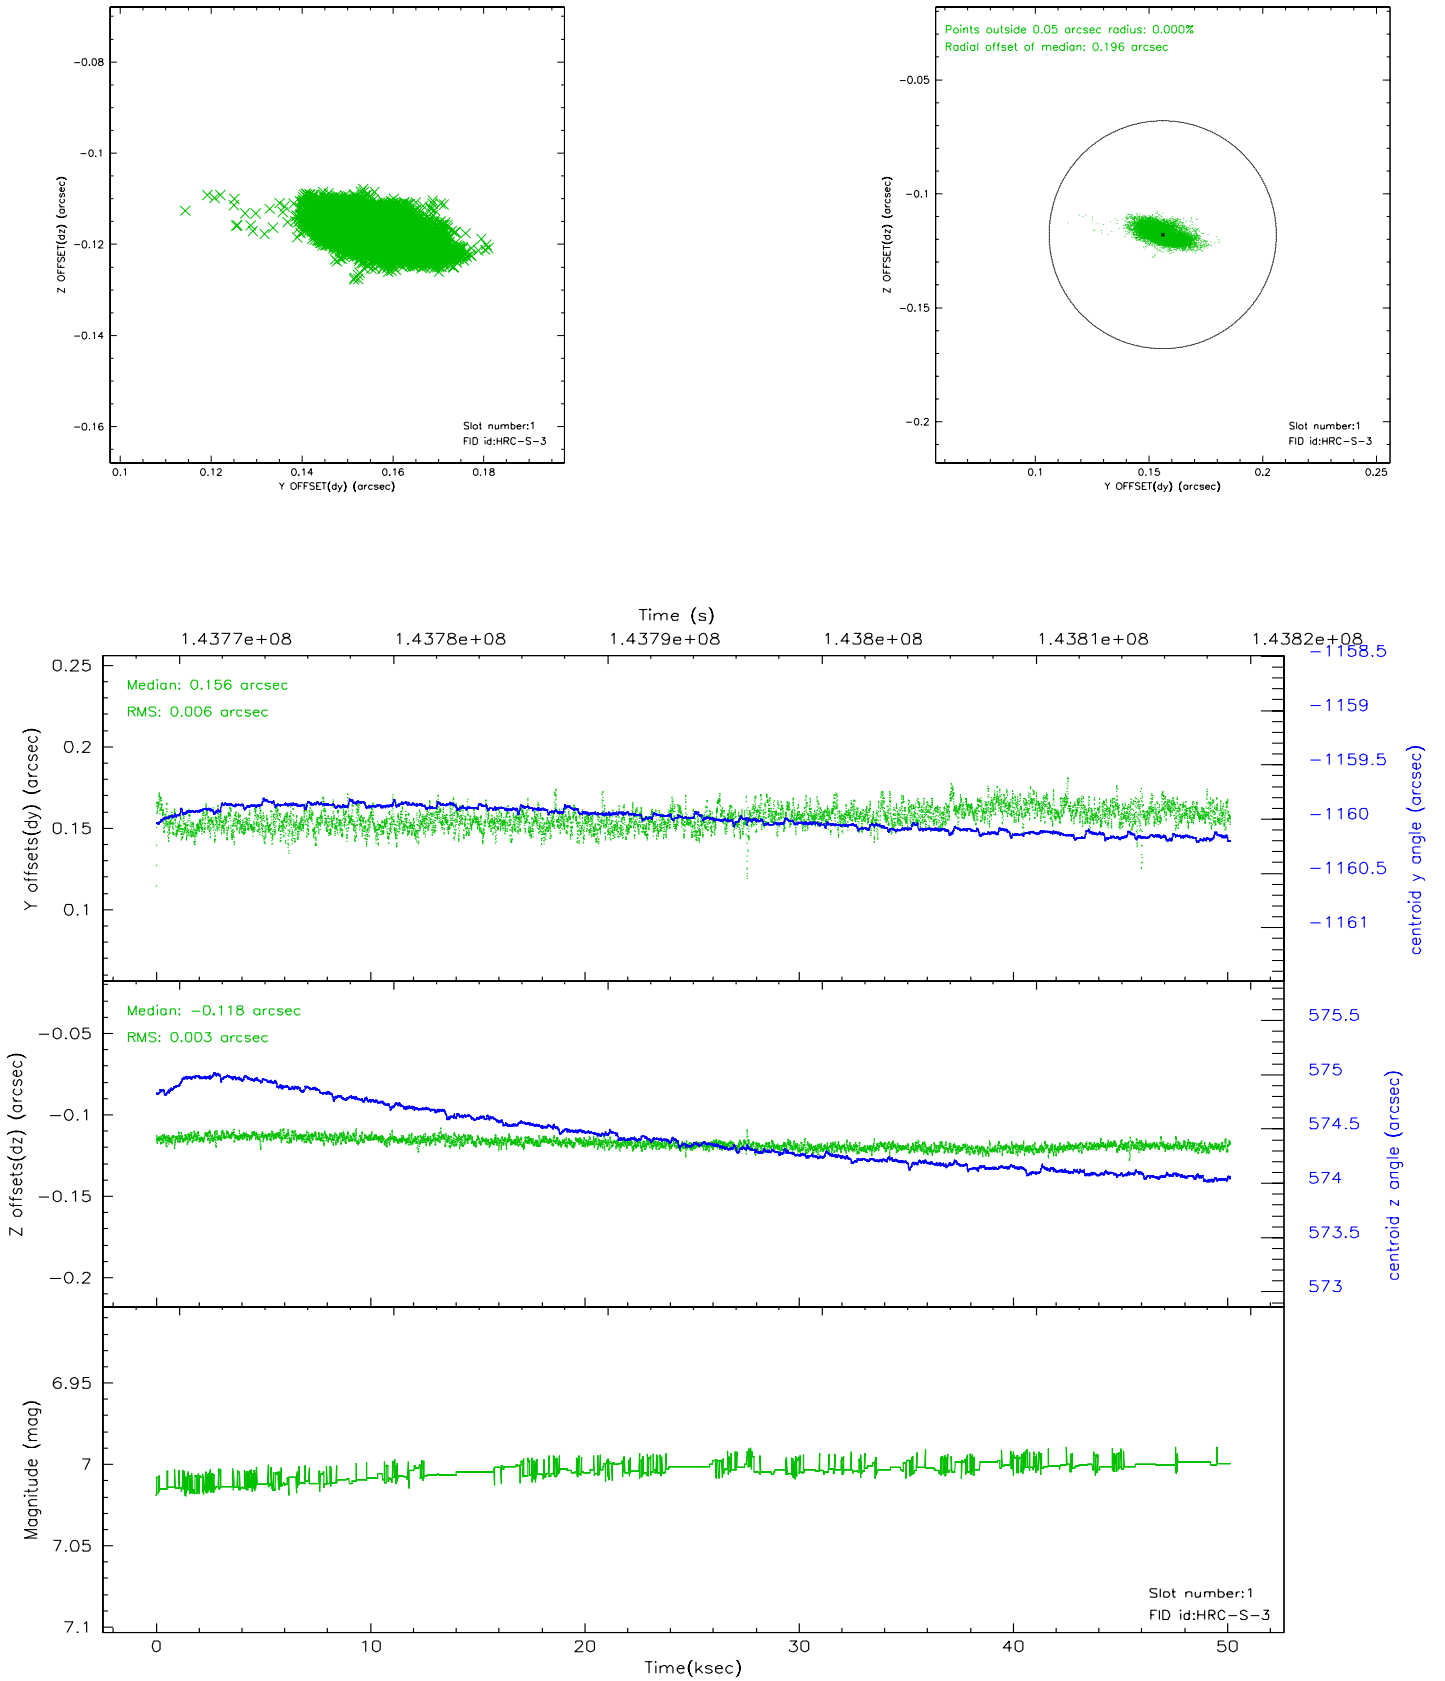 -0.08
-0.1
-0.12
-0.14
-0.16
Z OFFSET(dz) (arcsec)
Slot number:1
FID id:HRC-S-3
0.1 0.12 0.14 0.16 0.18
Y OFFSET(dy) (arcsec)
Points outside 0.05 arcsec radius: 0.000%
Radial offset of median: 0.196 arcsec
-0.05
-0.1
-0.15
-0.2
Z OFFSET(dz) (arcsec)
Slot number:1
FID id:HRC-S-3
0.1 0.15 0.2 0.25
Y OFFSET(dy) (arcsec)
Time (s)
1.4377e+08 1.4378e+08 1.4379e+08 1.438e+08 1.4381e+08 1.4382e+08
0.25
0.2
0.15
0.1
Y offsets(dy) (arcsec)
Median: 0.156 arcsec
RMS: 0.006 arcsec
-1158.5
-1159
-1159.5
-1160
-1160.5
-1161
centroid y angle (arcsec)
-0.05
-0.1
-0.15
-0.2
Z offsets(dz) (arcsec)
Median: -0.118 arcsec
RMS: 0.003 arcsec
575.5
575
574.5
574
573.5
573
centroid z angle (arcsec)
6.95
7
7.05
7.1
Magnitude (mag)
Slot number:1
FID id:HRC-S-3
0 10 20 30 40 50
Time(ksec)